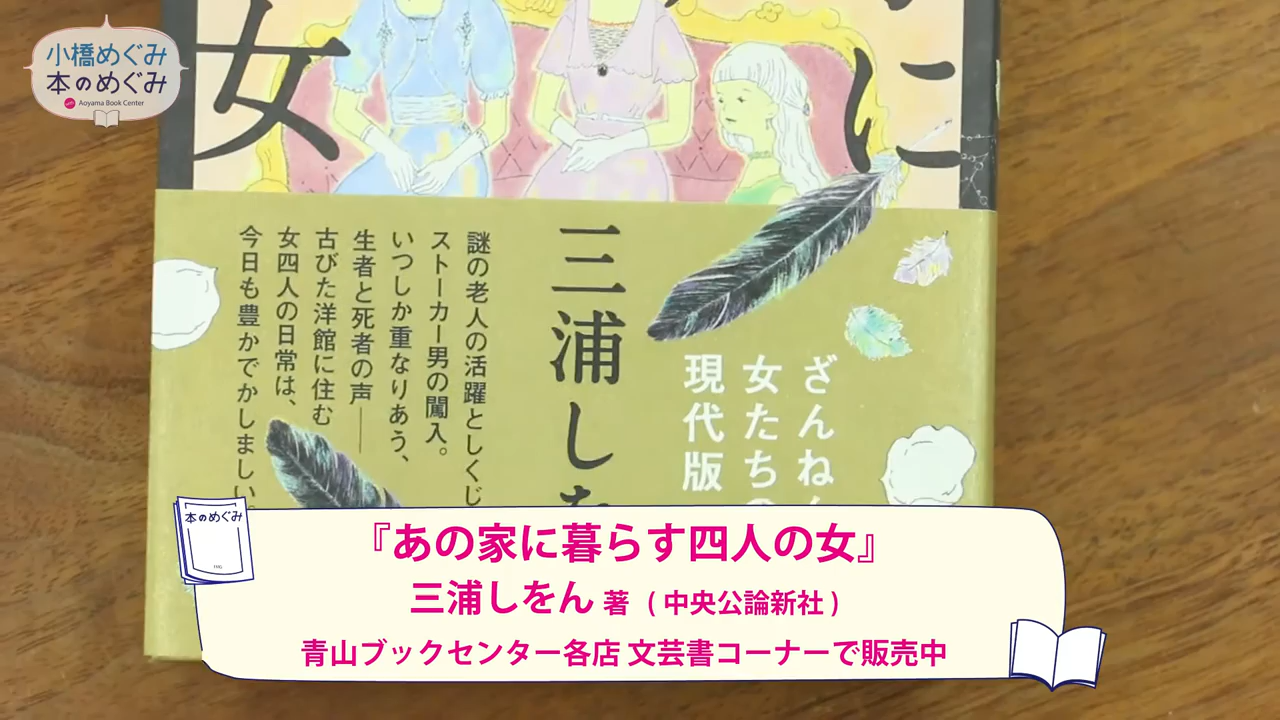 小橋めぐみ
本のめぐみ
with Aoyama Book Center
に
女
三浦し
ざんね
女たちの
現代版
謎の老人の活躍としくじ
ストーカー男の闖入。
いつしか重なりあう、
生者と死者の声――
古びた洋館に住む
女四人の日常は、
今日も豊かでかしましい
本のめぐみ
『あの家に暮らす四人の女』
三浦しをん 著 (中央公論新社)
青山ブックセンター各店 文芸書コーナーで販売中